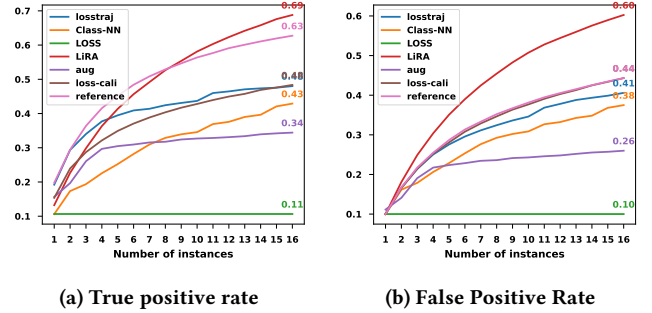 0.7
0.6
0.5
0.4
0.3
0.2
0.1
losstraj
Class-NN
LOSS
LiRA
aug
loss-cali
reference
0.69
0.63
0.48
0.43
0.34
0.11
1 2 3 4 5 6 7 8 9 10 11 12 13 14 15 16
Number of instances
(a) True positive rate
0.6
0.5
0.4
0.3
0.2
0.1
losstraj
Class-NN
LOSS
LiRA
aug
loss-cali
reference
0.60
0.44
0.41
0.38
0.26
0.10
1 2 3 4 5 6 7 8 9 10 11 12 13 14 15 16
Number of instances
(b) False Positive Rate